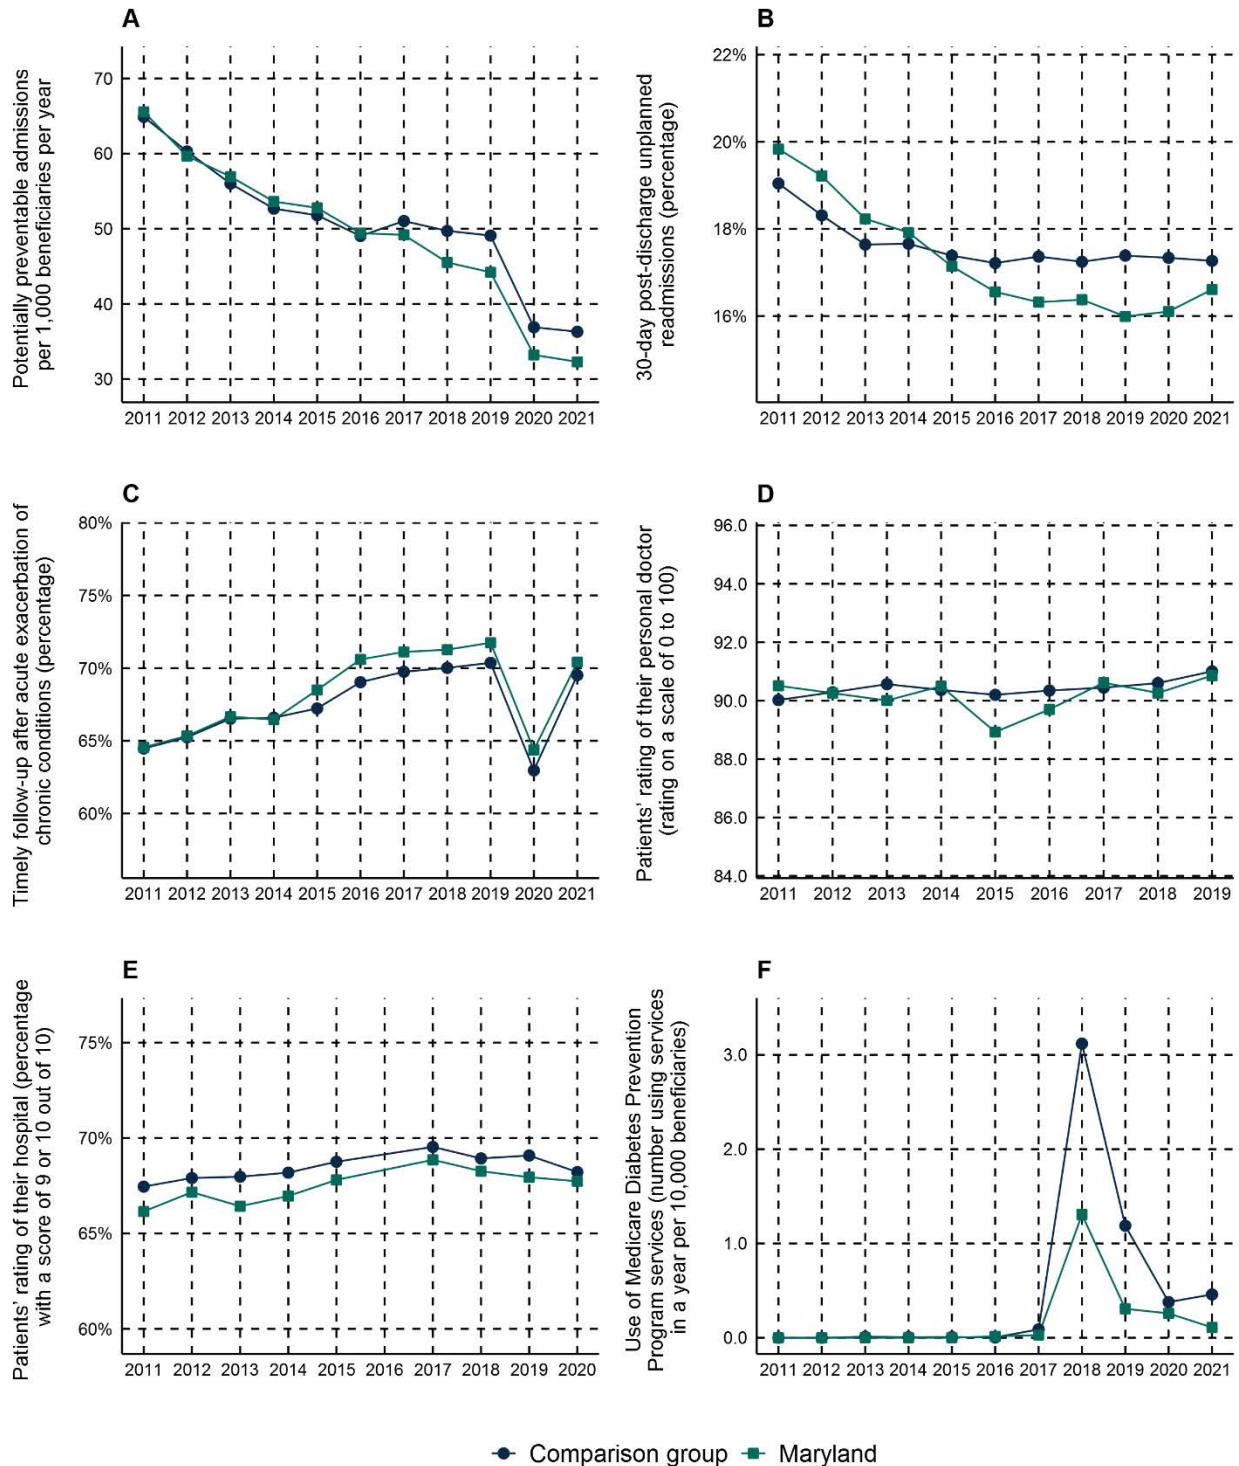 A
Potentially preventable admissions
per 1,000 beneficiaries per year
70
60
50
40
30
2011 2012 2013 2014 2015 2016 2017 2018 2019 2020 2021
B
30-day post-discharge unplanned
readmissions (percentage)
22%
20%
18%
16%
2011 2012 2013 2014 2015 2016 2017 2018 2019 2020 2021
C
Timely follow-up after acute exacerbation of
chronic conditions (percentage)
80%
75%
70%
65%
60%
2011 2012 2013 2014 2015 2016 2017 2018 2019 2020 2021
D
Patients’ rating of their personal doctor
(rating on a scale of 0 to 100)
96.0
94.0
92.0
90.0
88.0
86.0
84.0
2011 2012 2013 2014 2015 2016 2017 2018 2019
E
Patients’ rating of their hospital (percentage
with a score of 9 or 10 out of 10)
75%
70%
65%
60%
2011 2012 2013 2014 2015 2016 2017 2018 2019 2020
F
Use of Medicare Diabetes Prevention
Program services (number using services
in a year per 10,000 beneficiaries)
3.0
2.0
1.0
0.0
2011 2012 2013 2014 2015 2016 2017 2018 2019 2020 2021
Comparison group Maryland